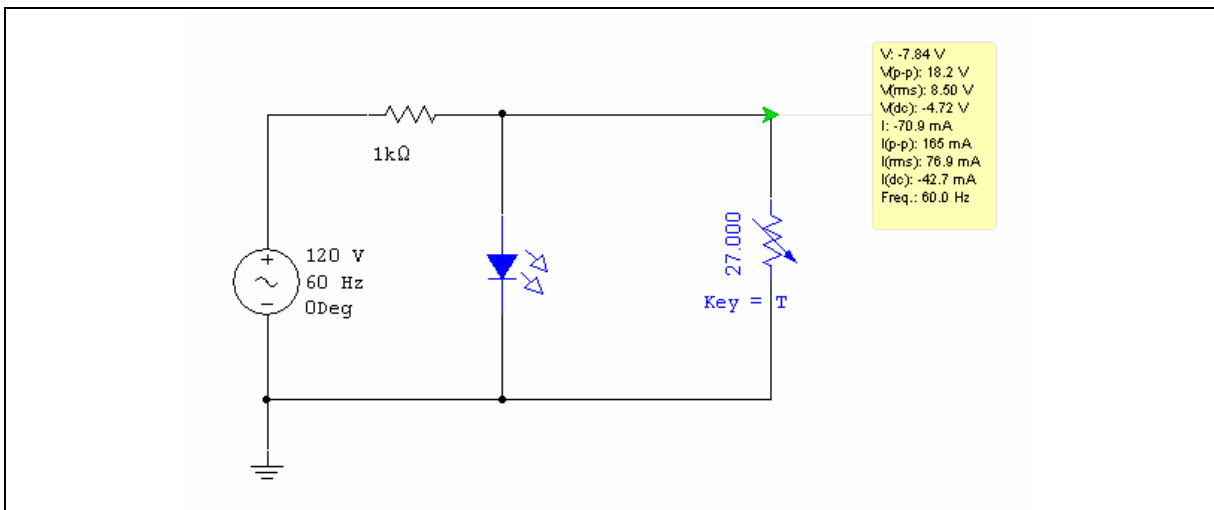 V: -7.84 V
V(p-p): 18.2 V
V(rms): 8.50 V
V(dc): -4.72 V
I: -70.9 mA
I(p-p): 165 mA
I(rms): 76.9 mA
I(dc): -42.7 mA
Freq.: 60.0 Hz
1kΩ
120 V
60 Hz
0Deg
27.000
Key = T